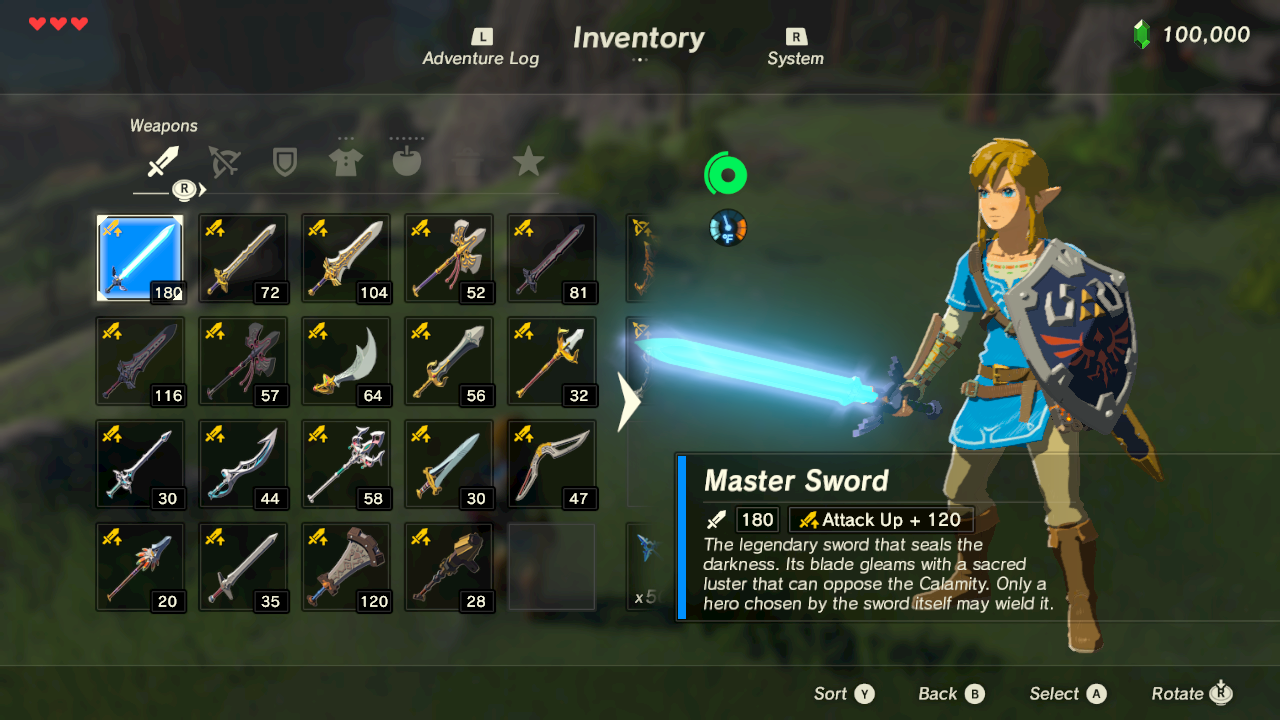 L
Inventory
R
100,000
Adventure Log
System
Weapons
R
180
72
104
52
81
116
57
64
56
32
30
44
58
30
47
20
35
120
28
x5
°F
Master Sword
180
Attack Up + 120
The legendary sword that seals the
darkness. Its blade gleams with a sacred
luster that can oppose the Calamity. Only a
hero chosen by the sword itself may wield it.
Sort Y
Back B
Select A
Rotate R